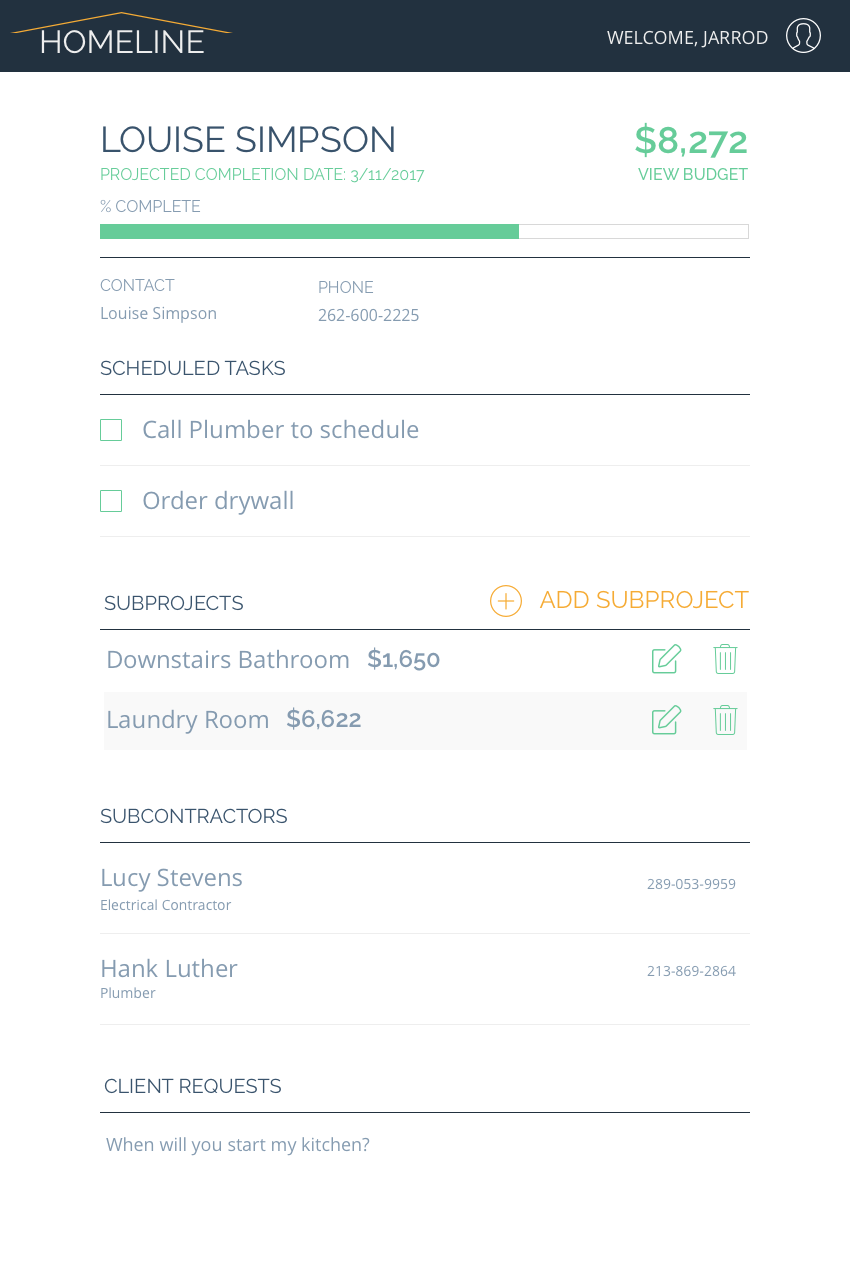 HOMELINE
WELCOME, JARROD
LOUISE SIMPSON
$8,272
PROJECTED COMPLETION DATE: 3/11/2017
VIEW BUDGET
% COMPLETE
CONTACT
PHONE
Louise Simpson
262-600-2225
SCHEDULED TASKS
Call Plumber to schedule
Order drywall
SUBPROJECTS
ADD SUBPROJECT
Downstairs Bathroom $1,650
Laundry Room $6,622
SUBCONTRACTORS
Lucy Stevens
289-053-9959
Electrical Contractor
Hank Luther
213-869-2864
Plumber
CLIENT REQUESTS
When will you start my kitchen?